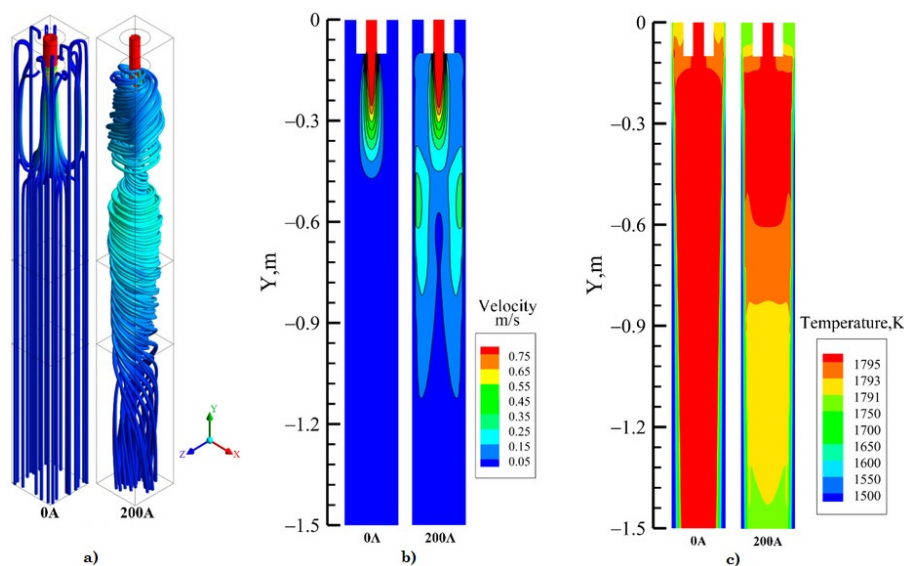 Y
Z
X
0A
200A
a)
0
−0.3
−0.6
−0.9
−1.2
−1.5
Y,m
Velocity
m/s
0.75
0.65
0.55
0.45
0.35
0.25
0.15
0.05
0A
200A
b)
0
−0.3
−0.6
−0.9
−1.2
−1.5
Y,m
Temperature,K
1795
1793
1791
1750
1700
1650
1600
1550
1500
0A
200A
c)